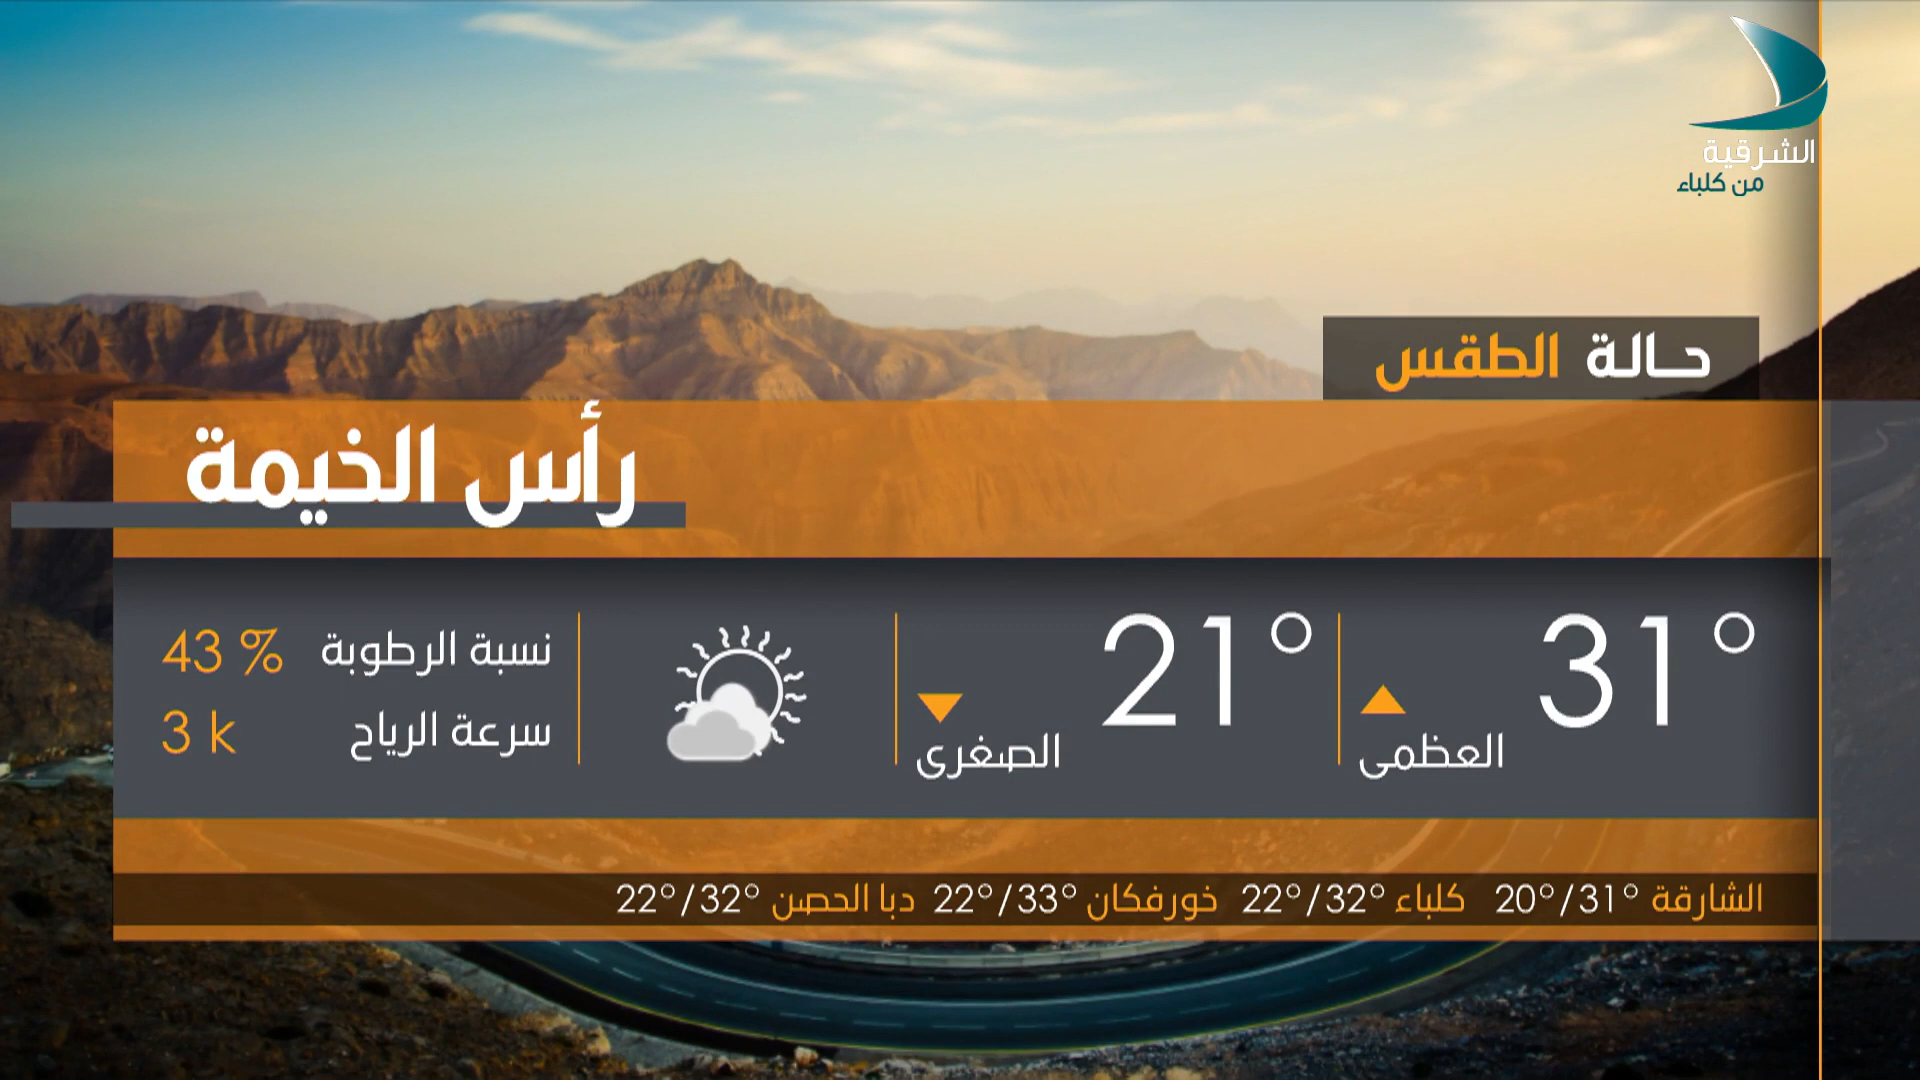 الشرقية
من كلباء
حالة الطقس
رأس الخيمة
31°
العظمى
21°
الصغرى
نسبة الرطوبة 43 %
سرعة الرياح 3 k
الشارقة 20°/31° كلباء 22°/32° خورفكان 22°/33° دبا الحصن 22°/32°